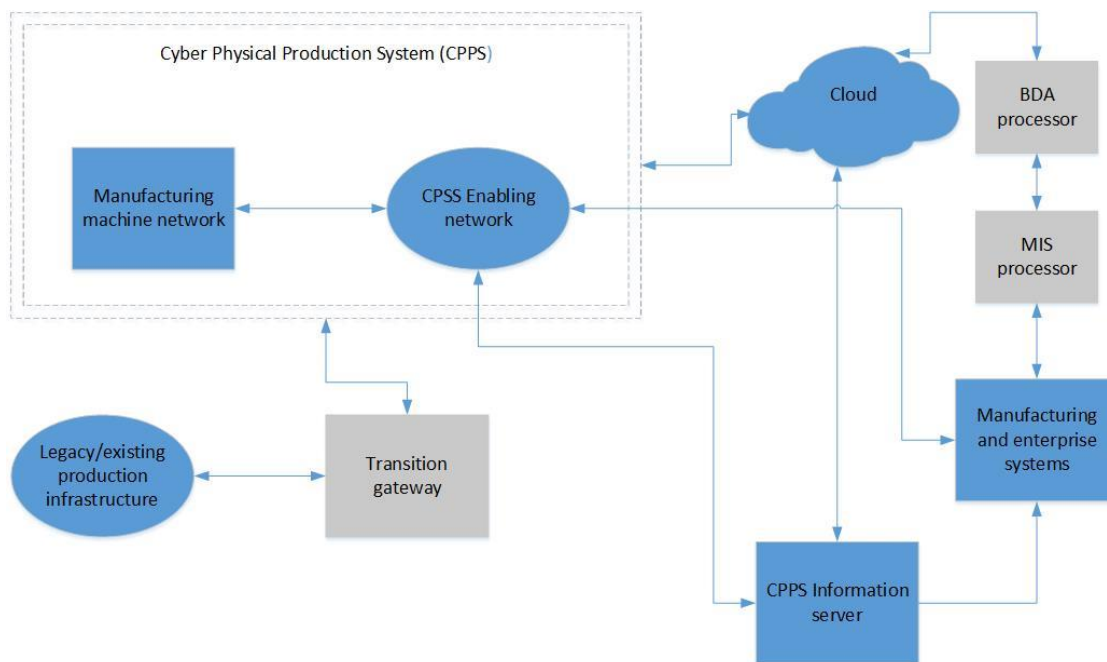 Cyber Physical Production System (CPPS)
Cloud
BDA
processor
Manufacturing
machine network
CPSS Enabling
network
MIS
processor
Manufacturing
and enterprise
systems
Legacy/existing
production
infrastructure
Transition
gateway
CPPS Information
server